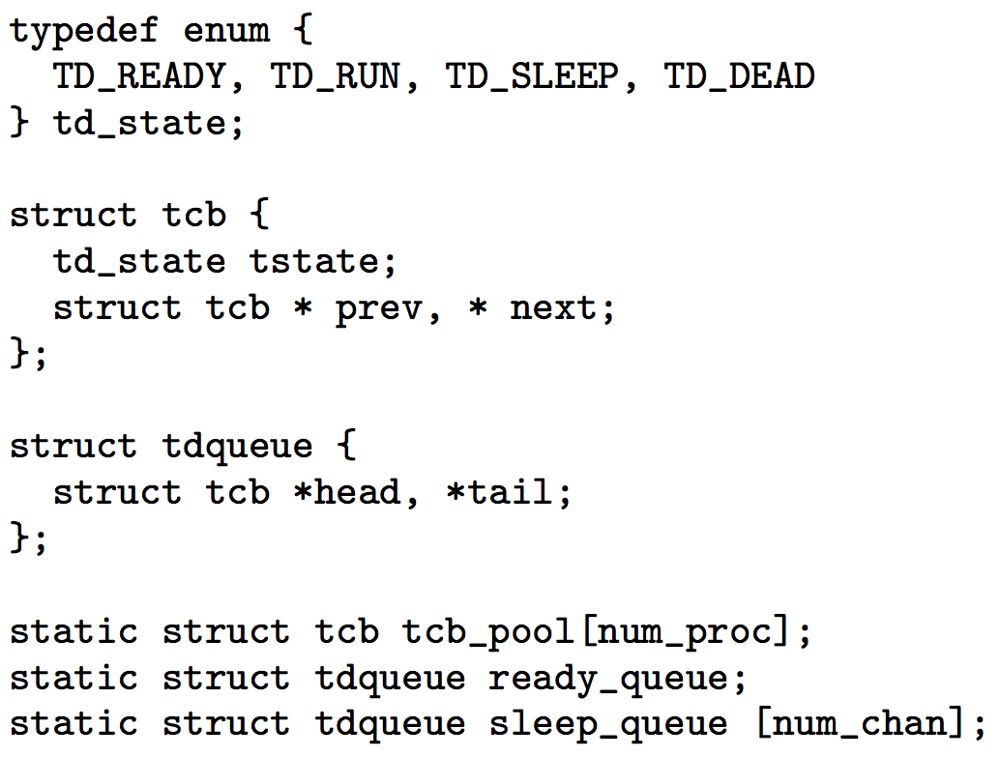 typedef enum {
  TD_READY, TD_RUN, TD_SLEEP, TD_DEAD
} td_state;

struct tcb {
  td_state tstate;
  struct tcb * prev, * next;
};

struct tdqueue {
  struct tcb *head, *tail;
};

static struct tcb tcb_pool[num_proc];
static struct tdqueue ready_queue;
static struct tdqueue sleep_queue [num_chan];